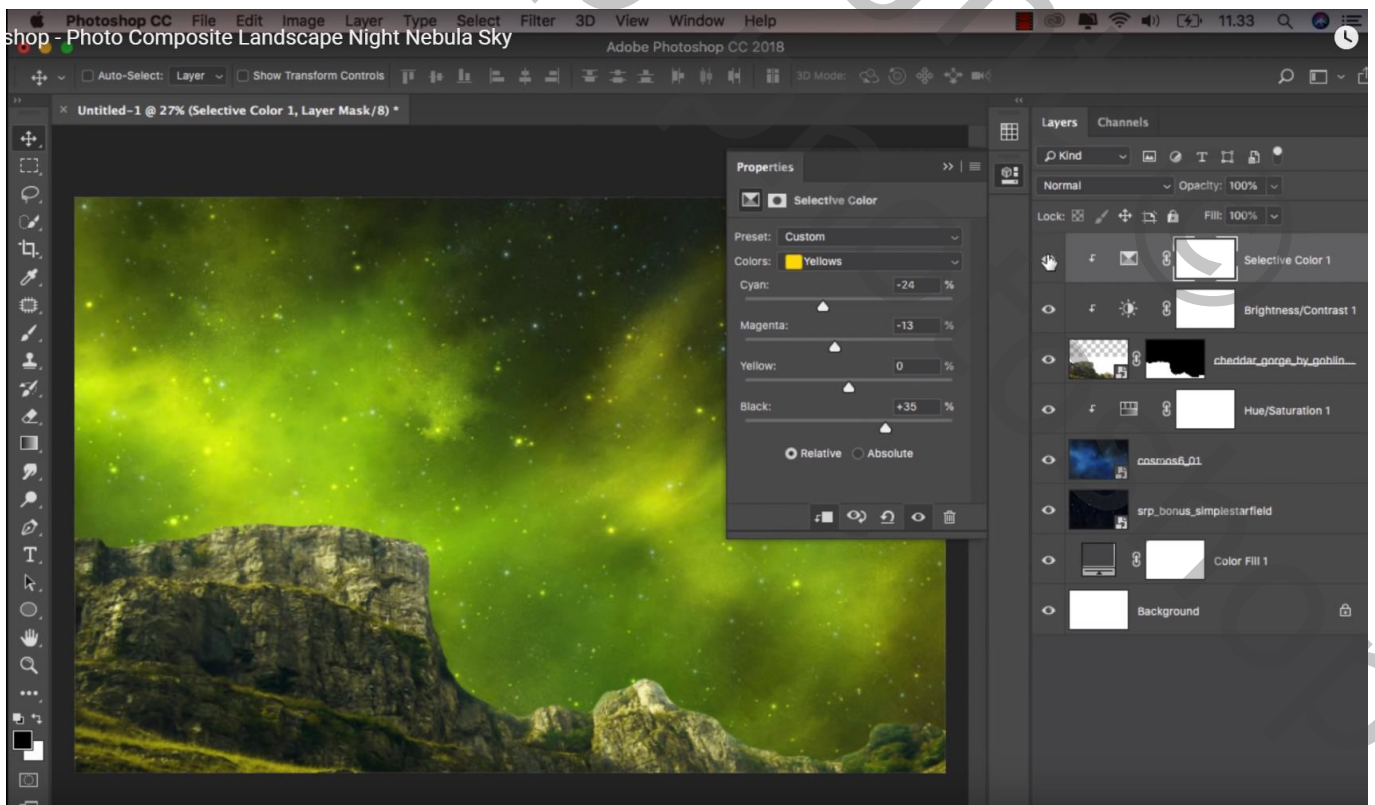 Photoshop CC File Edit Image Layer Type Select Filter 3D View Window Help 11.33
shop - Photo Composite Landscape Night Nebula Sky
Adobe Photoshop CC 2018
Auto-Select: Layer Show Transform Controls 3D Mode:
× Untitled-1 @ 27% (Selective Color 1, Layer Mask/8) *
Properties
Selective Color
Preset: Custom
Colors: Yellows
Cyan: -24 %
Magenta: -13 %
Yellow: 0 %
Black: +35 %
Relative Absolute
Layers Channels
Kind
Normal Opacity: 100%
Lock: Fill: 100%
Selective Color 1
Brightness/Contrast 1
cheddar_gorge_by_goblin...
Hue/Saturation 1
cosmos6_01
srp_bonus_simplestarfield
Color Fill 1
Background